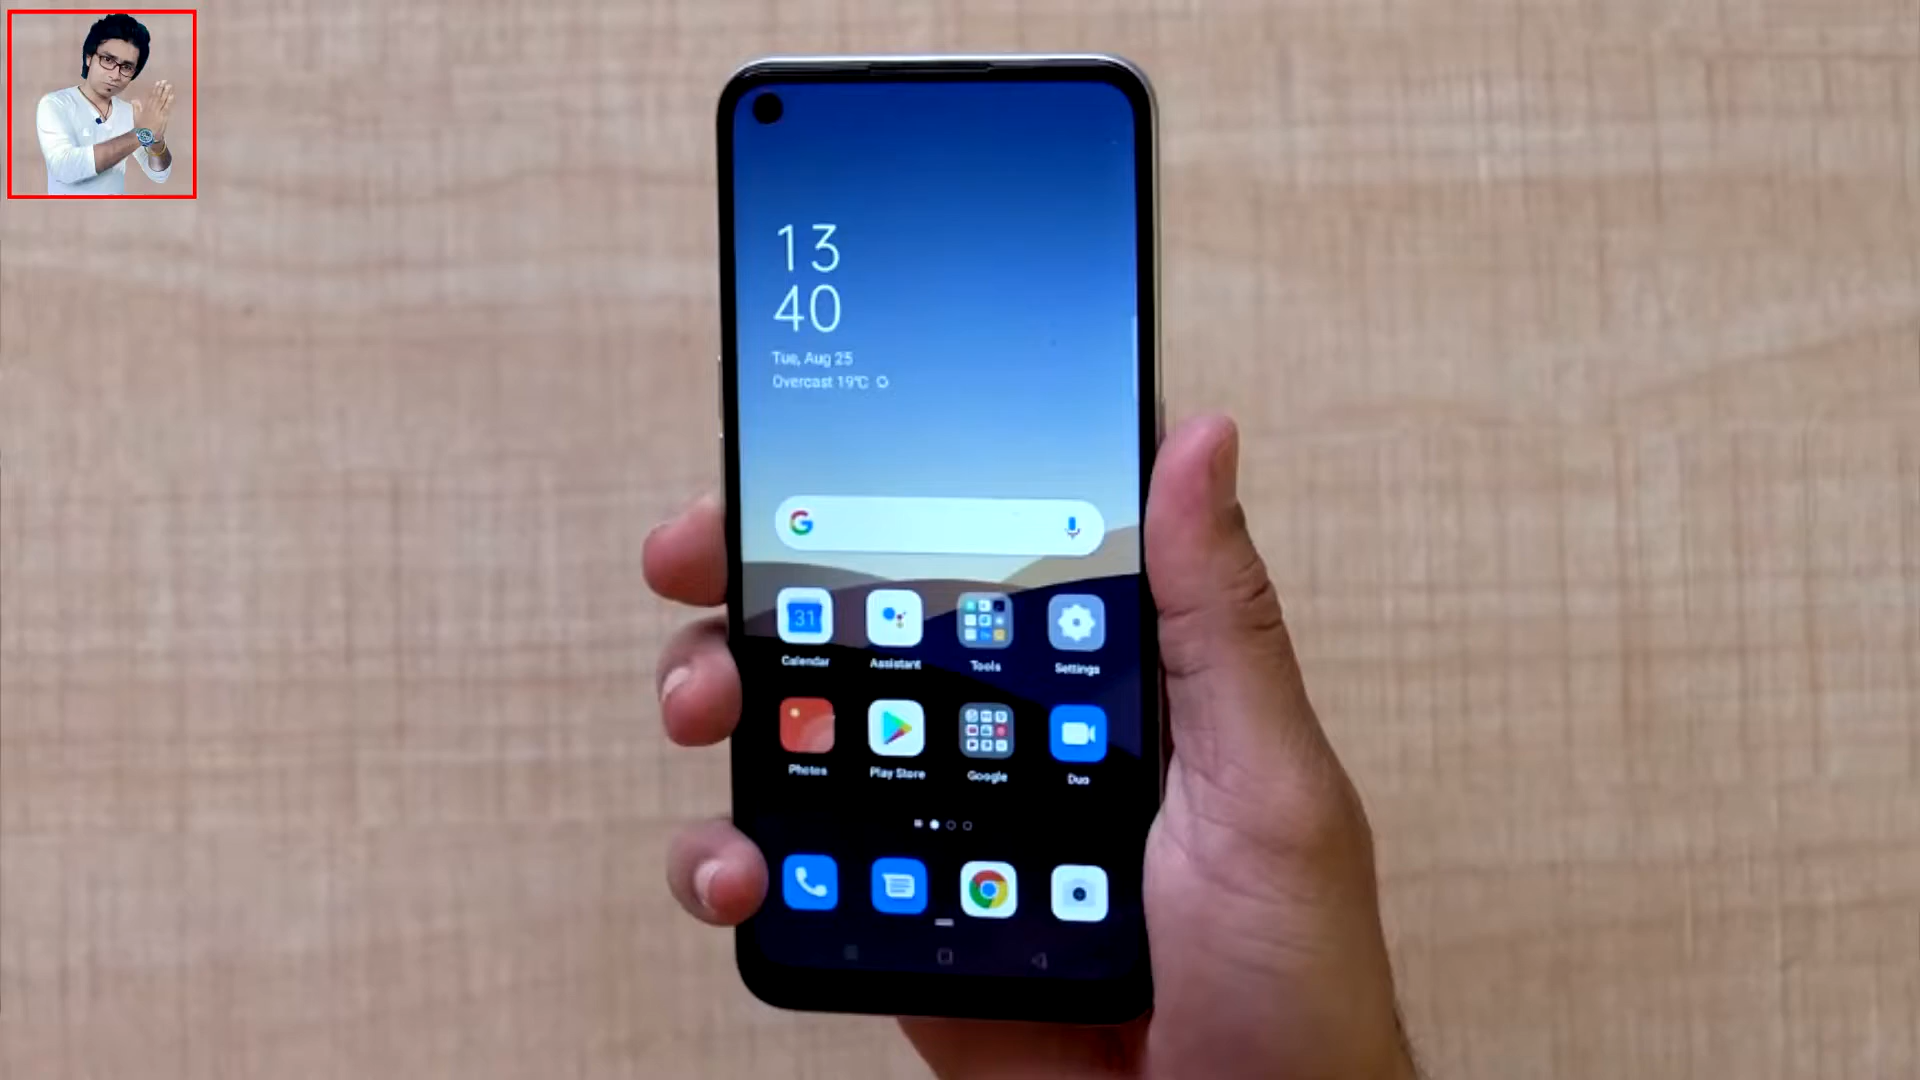 13
40
Tue, Aug 25
Overcast 19°C
G
31
Calendar Assistant Tools Settings
Photos Play Store Google Duo